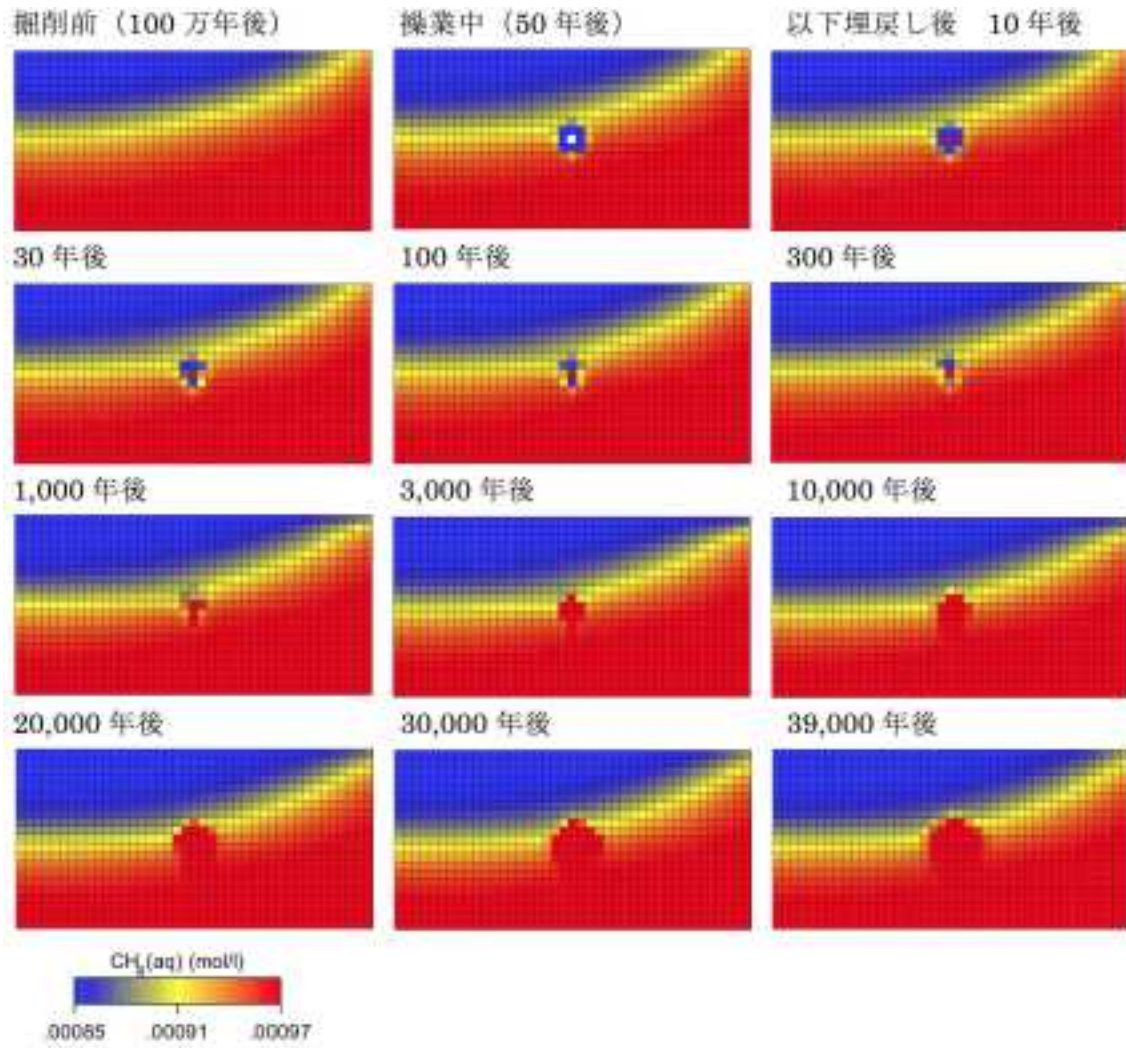 掘削前（100 万年後）
操業中（50 年後）
以下埋戻し後　10 年後
30 年後
100 年後
300 年後
1,000 年後
3,000 年後
10,000 年後
20,000 年後
30,000 年後
39,000 年後
(aq) (mol/l)
.00085 .00091 .00097